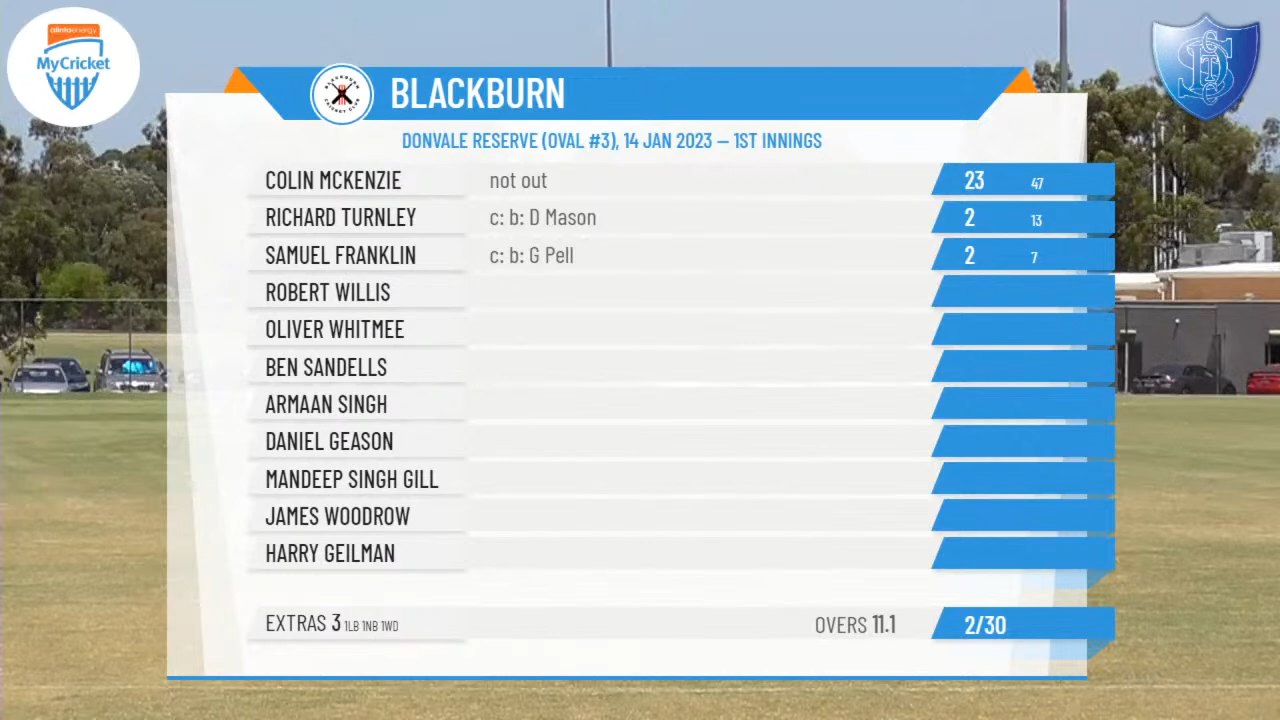 alintaenergy
MyCricket
BLACKBURN
DONVALE RESERVE (OVAL #3), 14 JAN 2023 – 1ST INNINGS
COLIN MCKENZIE not out 23 47
RICHARD TURNLEY c: b: D Mason 2 13
SAMUEL FRANKLIN c: b: G Pell 2 7
ROBERT WILLIS
OLIVER WHITMEE
BEN SANDELLS
ARMAAN SINGH
DANIEL GEASON
MANDEEP SINGH GILL
JAMES WOODROW
HARRY GEILMAN
EXTRAS 3 1LB 1NB 1WD OVERS 11.1 2/30